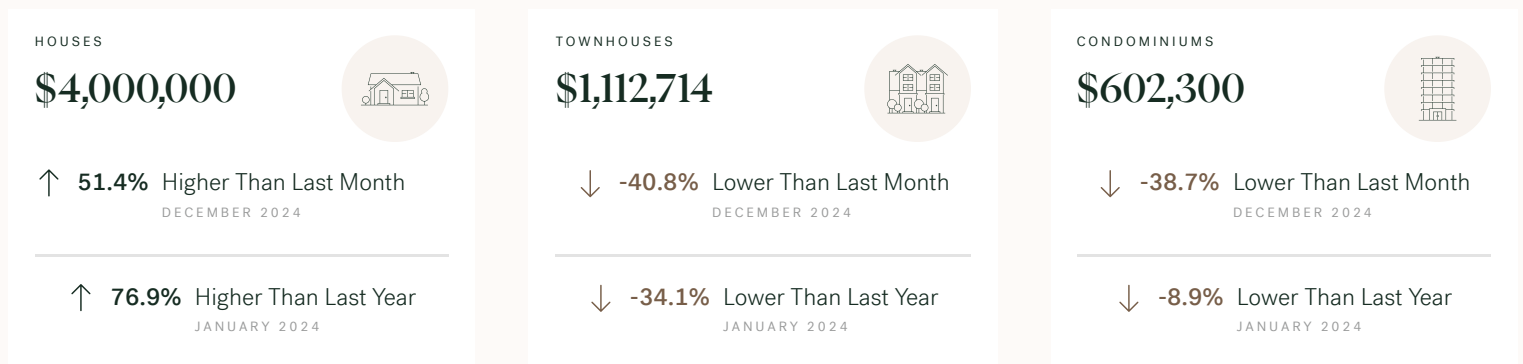 HOUSES
$4,000,000
51.4% Higher Than Last Month
DECEMBER 2024
76.9% Higher Than Last Year
JANUARY 2024
TOWNHOUSES
$1,112,714
-40.8% Lower Than Last Month
DECEMBER 2024
-34.1% Lower Than Last Year
JANUARY 2024
CONDOMINIUMS
$602,300
-38.7% Lower Than Last Month
DECEMBER 2024
-8.9% Lower Than Last Year
JANUARY 2024